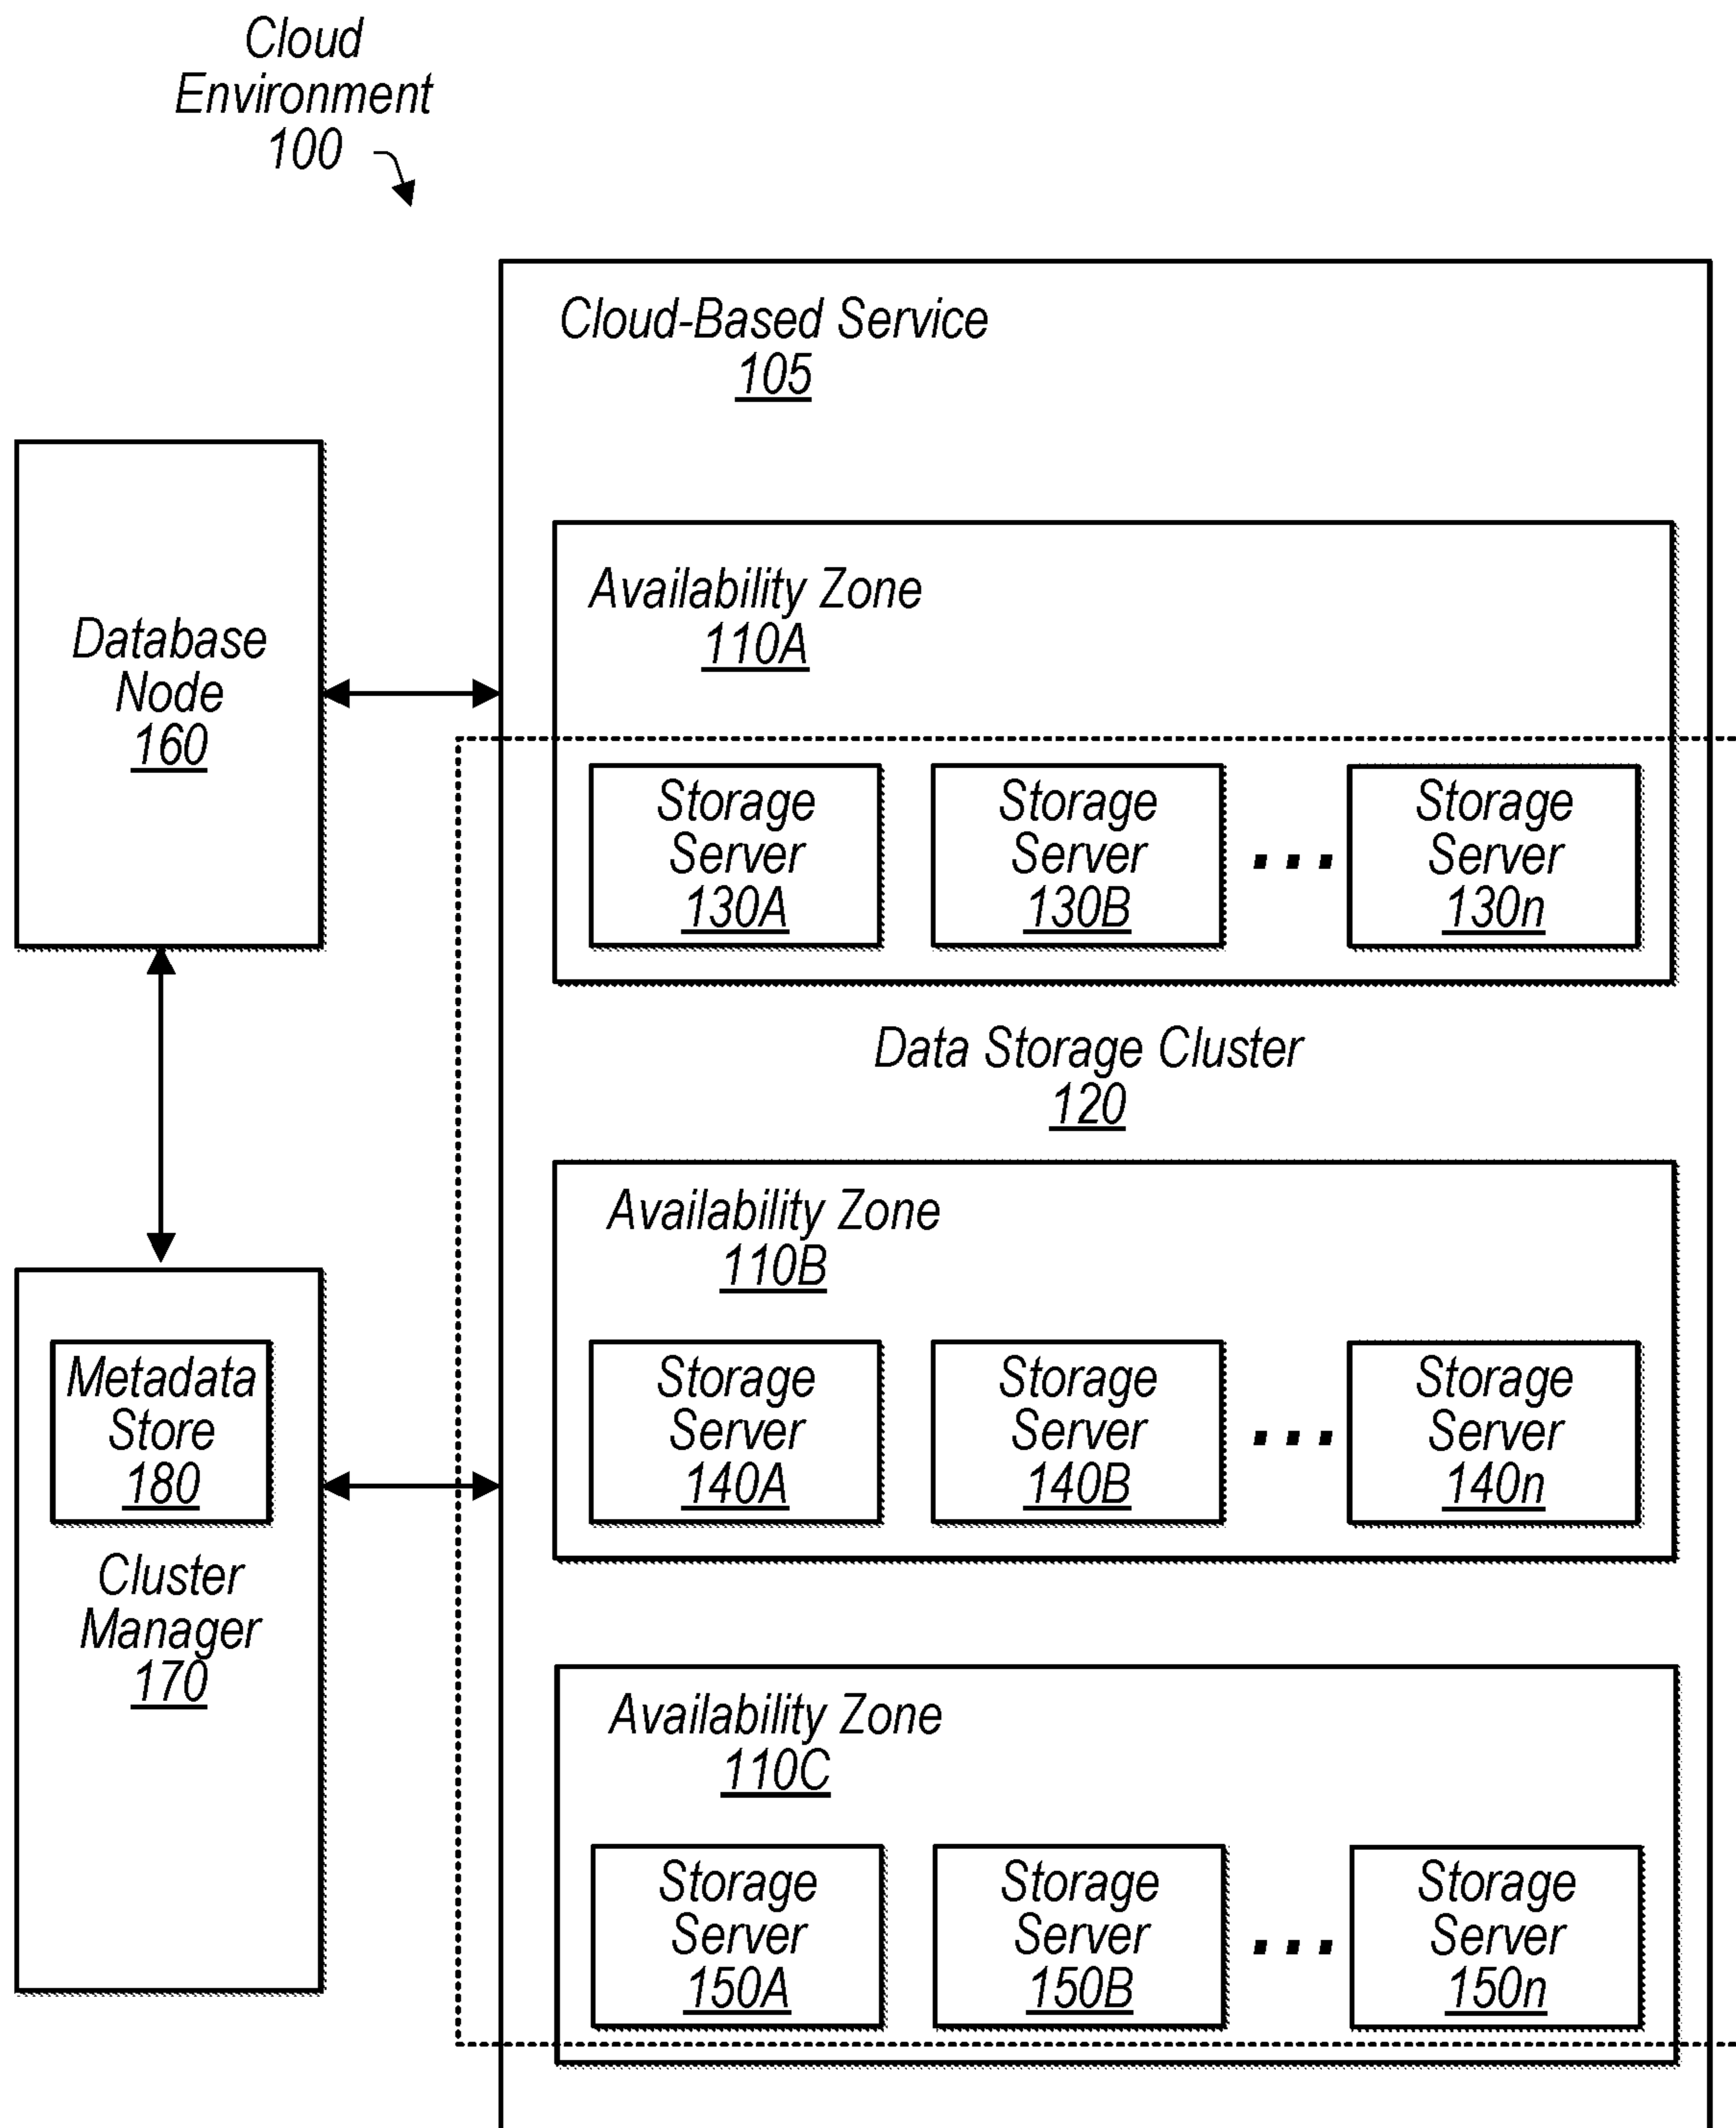 Cloud
Environment
100
Cloud-Based Service
105
Database
Node
160
Availability Zone
110A
Storage
Server
130A
Storage
Server
130B
...
Storage
Server
130n
Data Storage Cluster
120
Availability Zone
110B
Storage
Server
140A
Storage
Server
140B
...
Storage
Server
140n
Metadata
Store
180
Cluster
Manager
170
Availability Zone
110C
Storage
Server
150A
Storage
Server
150B
...
Storage
Server
150n